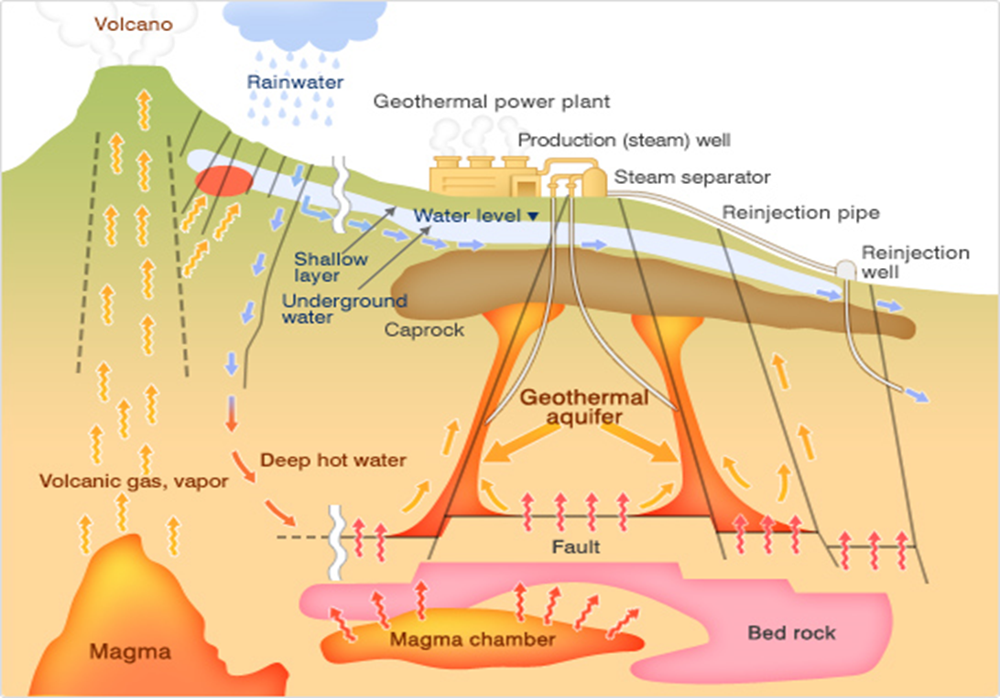 Volcano
Rainwater
Geothermal power plant
Production (steam) well
Steam separator
Reinjection pipe
Water level ▼
Reinjection
well
Shallow
layer
Underground
water
Caprock
Geothermal
aquifer
Deep hot water
Volcanic gas, vapor
Fault
Magma chamber
Bed rock
Magma